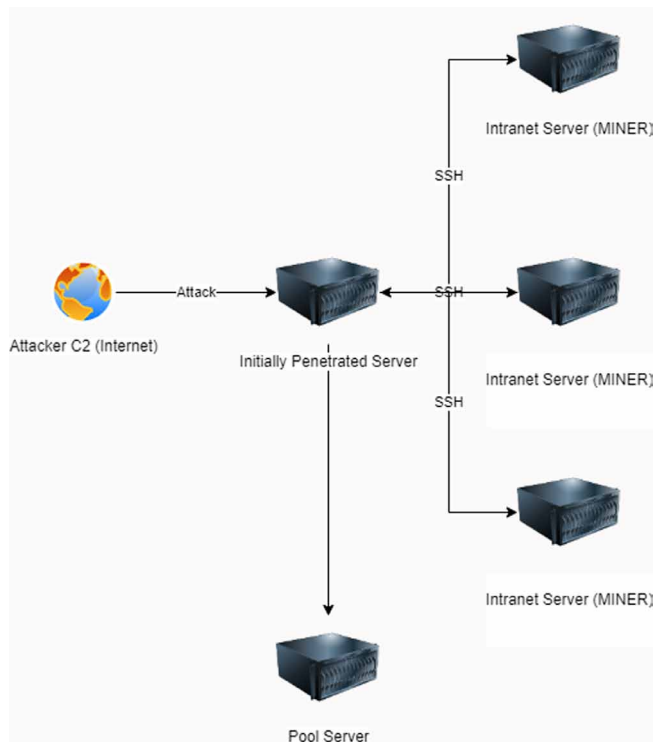 Intranet Server (MINER)
SSH
Attack
SSH
Attacker C2 (Internet)
Initially Penetrated Server
Intranet Server (MINER)
SSH
Intranet Server (MINER)
Pool Server